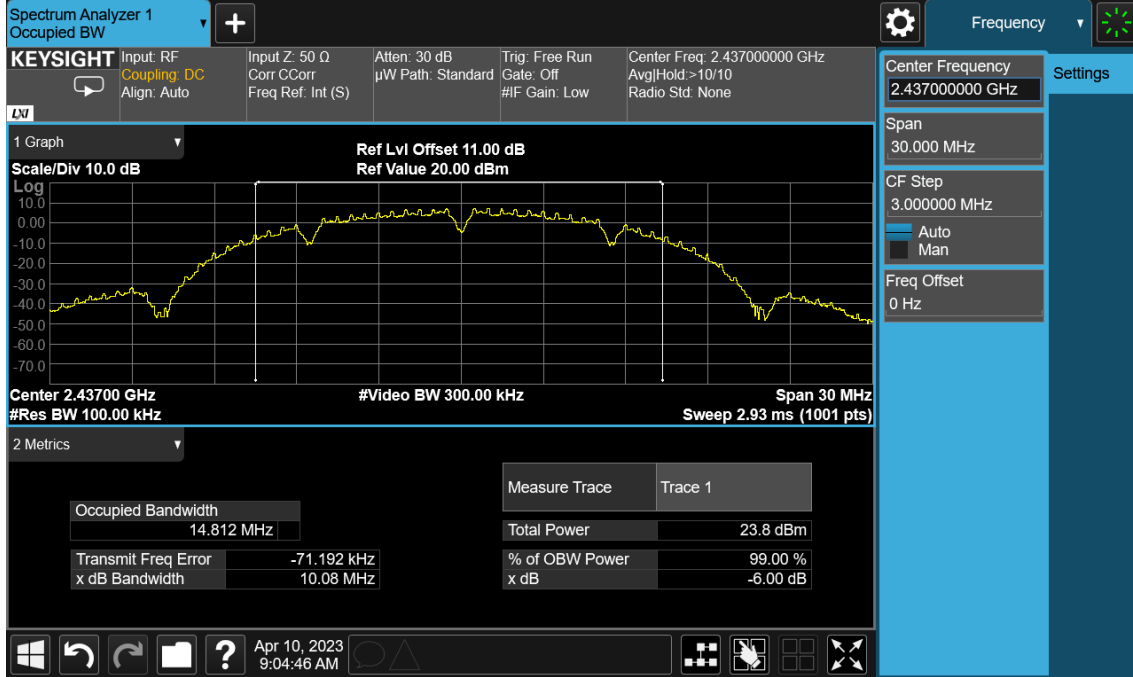 Spectrum Analyzer 1
Occupied BW
+
Frequency
KEYSIGHT
LXI
Input: RF
Coupling: DC
Align: Auto
Input Z: 50 Ω
Corr CCorr
Freq Ref: Int (S)
Atten: 30 dB
µW Path: Standard
Trig: Free Run
Gate: Off
#IF Gain: Low
Center Freq: 2.437000000 GHz
Avg|Hold:>10/10
Radio Std: None
Center Frequency
2.437000000 GHz
Settings
Span
30.000 MHz
CF Step
3.000000 MHz
Auto
Man
Freq Offset
0 Hz
1 Graph
Scale/Div 10.0 dB
Ref Lvl Offset 11.00 dB
Ref Value 20.00 dBm
Log
10.0
0.00
-10.0
-20.0
-30.0
-40.0
-50.0
-60.0
-70.0
Center 2.43700 GHz
#Video BW 300.00 kHz
Span 30 MHz
#Res BW 100.00 kHz
Sweep 2.93 ms (1001 pts)
2 Metrics
Measure Trace
Trace 1
Occupied Bandwidth
14.812 MHz
Total Power
23.8 dBm
Transmit Freq Error
-71.192 kHz
% of OBW Power
99.00 %
x dB Bandwidth
10.08 MHz
x dB
-6.00 dB
?
Apr 10, 2023
9:04:46 AM